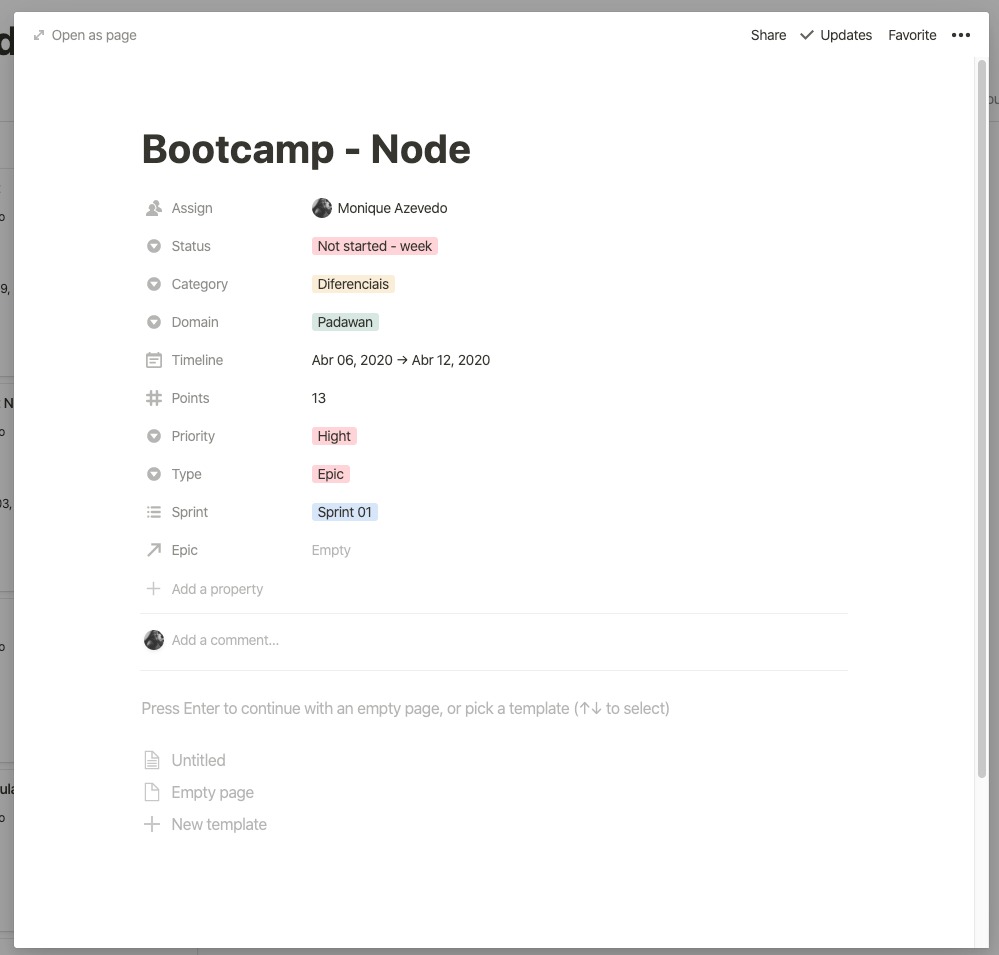 Open as page
Share
Updates
Favorite
Bootcamp - Node
Assign
Monique Azevedo
Status
Not started - week
Category
Diferenciais
Domain
Padawan
Timeline
Abr 06, 2020 → Abr 12, 2020
Points
13
Priority
Hight
Type
Epic
Sprint
Sprint 01
Epic
Empty
Add a property
Add a comment...
Press Enter to continue with an empty page, or pick a template (↑↓ to select)
Untitled
Empty page
New template